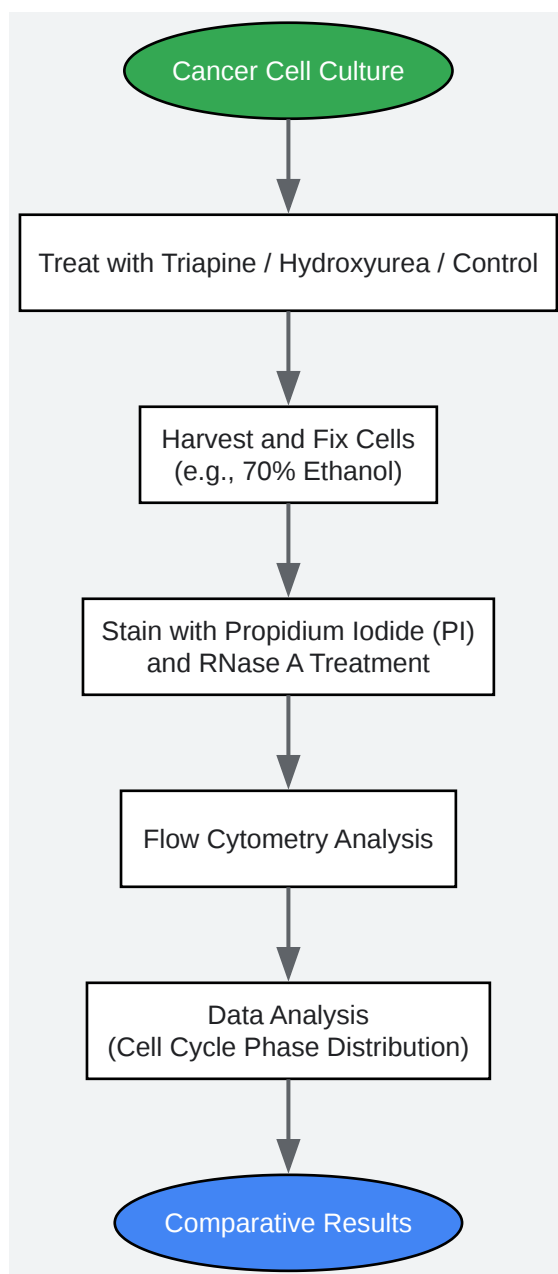 Cancer Cell Culture
Treat with Triapine / Hydroxyurea / Control
Harvest and Fix Cells
(e.g., 70% Ethanol)
Stain with Propidium Iodide (PI)
and RNase A Treatment
Flow Cytometry Analysis
Data Analysis
(Cell Cycle Phase Distribution)
Comparative Results